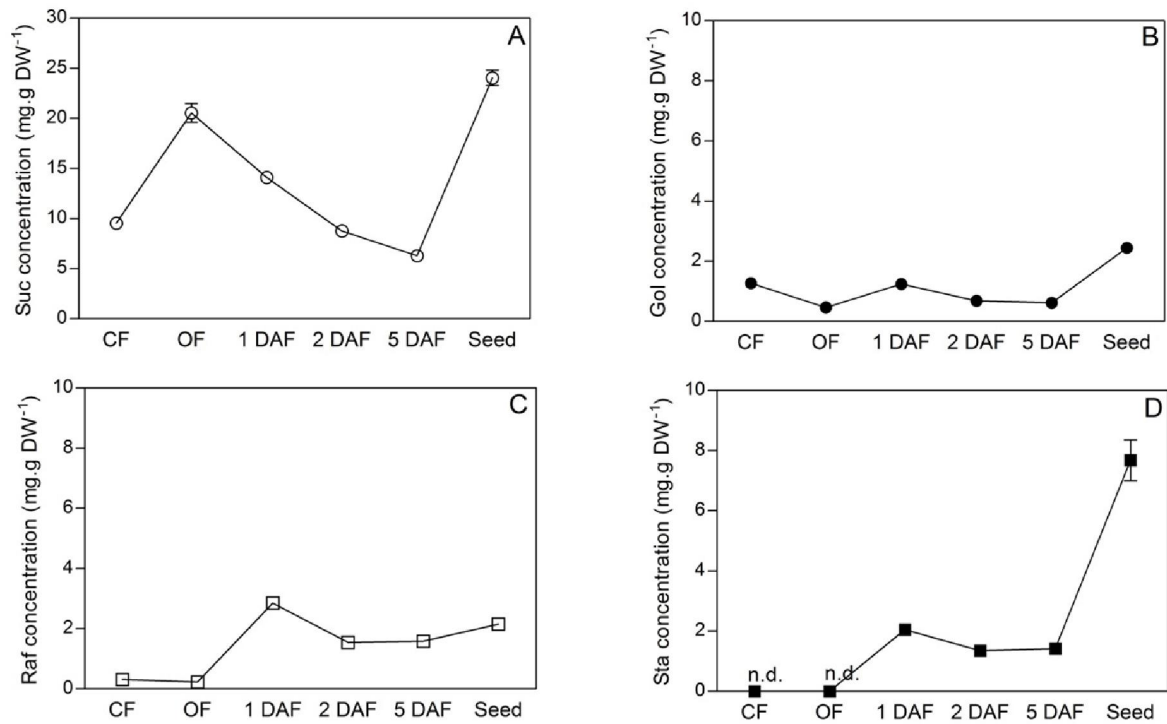 A
Suc concentration (mg.g DW⁻¹)
30
25
20
15
10
5
0
CF OF 1 DAF 2 DAF 5 DAF Seed
B
Gol concentration (mg.g DW⁻¹)
10
8
6
4
2
0
CF OF 1 DAF 2 DAF 5 DAF Seed
C
Raf concentration (mg.g DW⁻¹)
10
8
6
4
2
0
CF OF 1 DAF 2 DAF 5 DAF Seed
D
Sta concentration (mg.g DW⁻¹)
10
8
6
4
2
0
n.d. n.d.
CF OF 1 DAF 2 DAF 5 DAF Seed